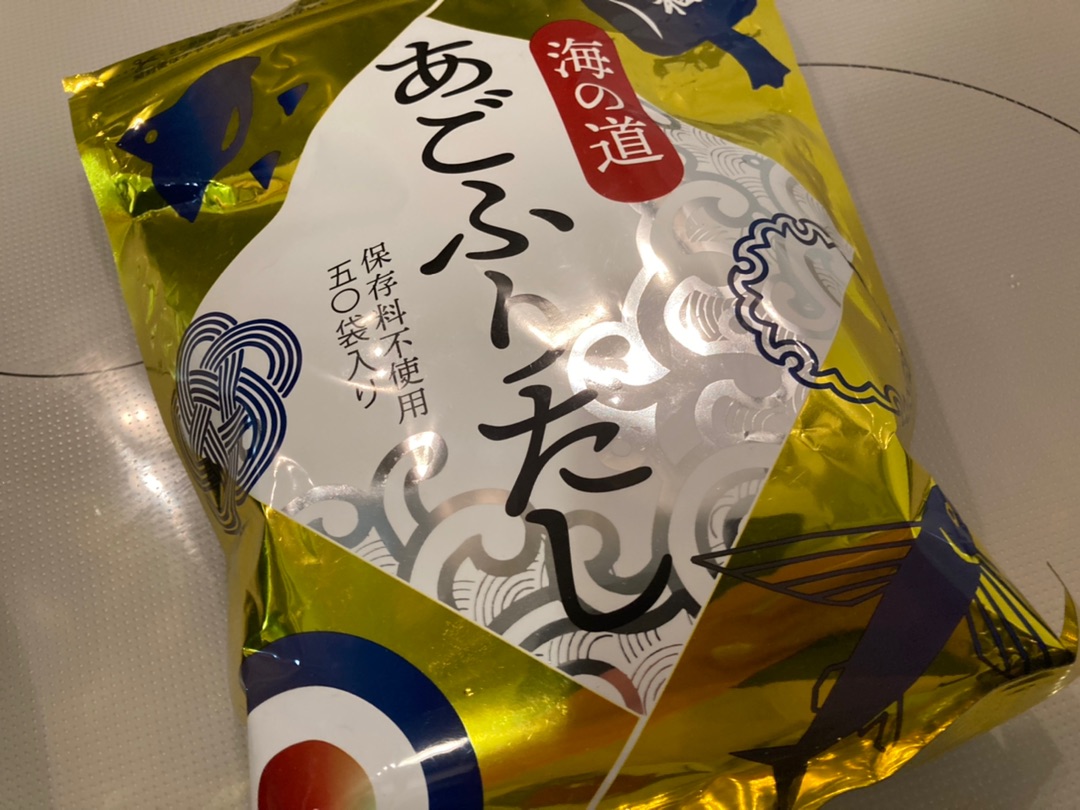 海の道
あごふりだし
保存料不使用
五〇袋入り